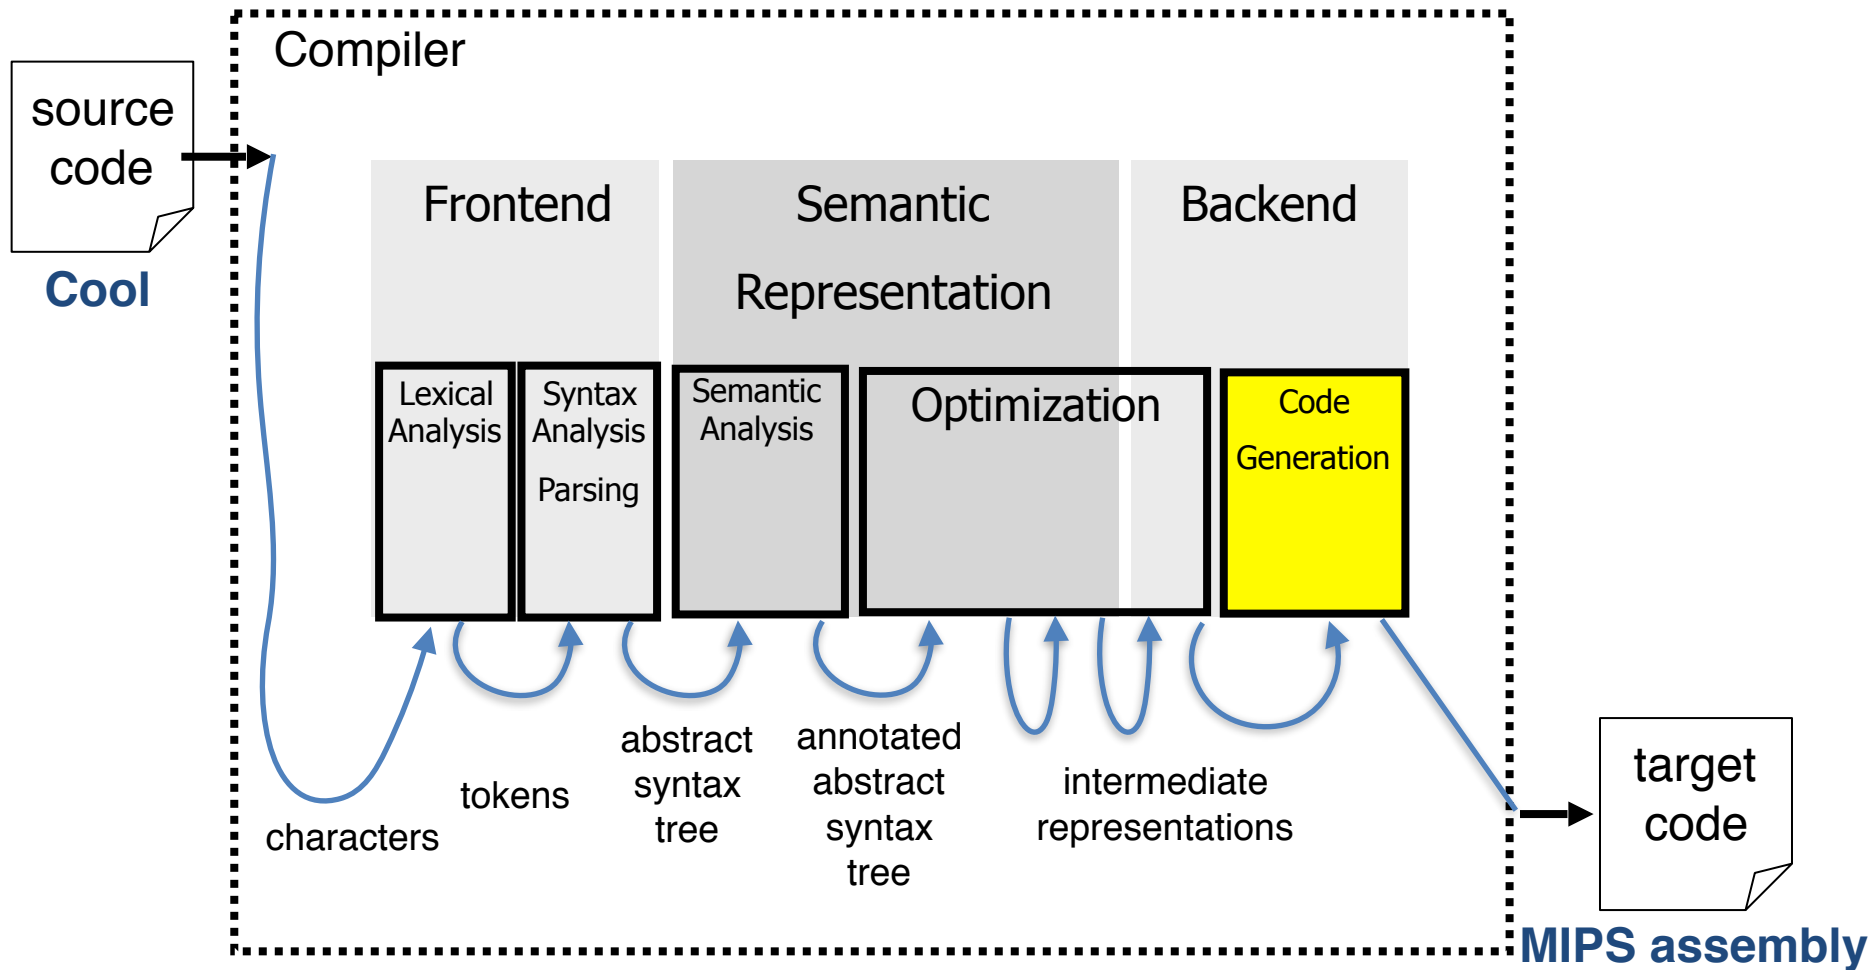 Compiler
source
code
Cool
Frontend
Semantic
Representation
Backend
Lexical
Analysis
Syntax
Analysis
Parsing
Semantic
Analysis
Optimization
Code
Generation
characters
tokens
abstract
syntax
tree
annotated
abstract
syntax
tree
intermediate
representations
target
code
MIPS assembly